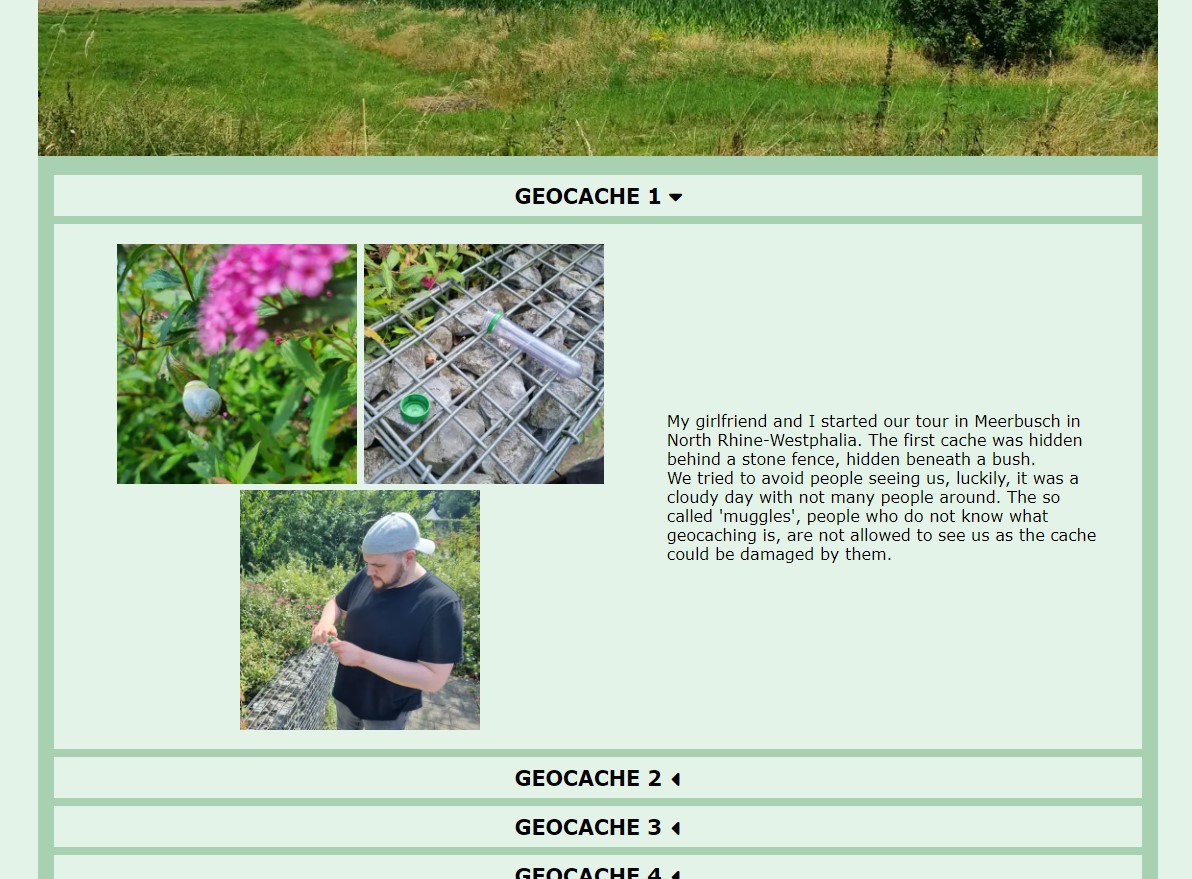 GEOCACHE 1
My girlfriend and I started our tour in Meerbusch in
North Rhine-Westphalia. The first cache was hidden
behind a stone fence, hidden beneath a bush.
We tried to avoid people seeing us, luckily, it was a
cloudy day with not many people around. The so
called 'muggles', people who do not know what
geocaching is, are not allowed to see us as the cache
could be damaged by them.
GEOCACHE 2
GEOCACHE 3
GEOCACHE 4